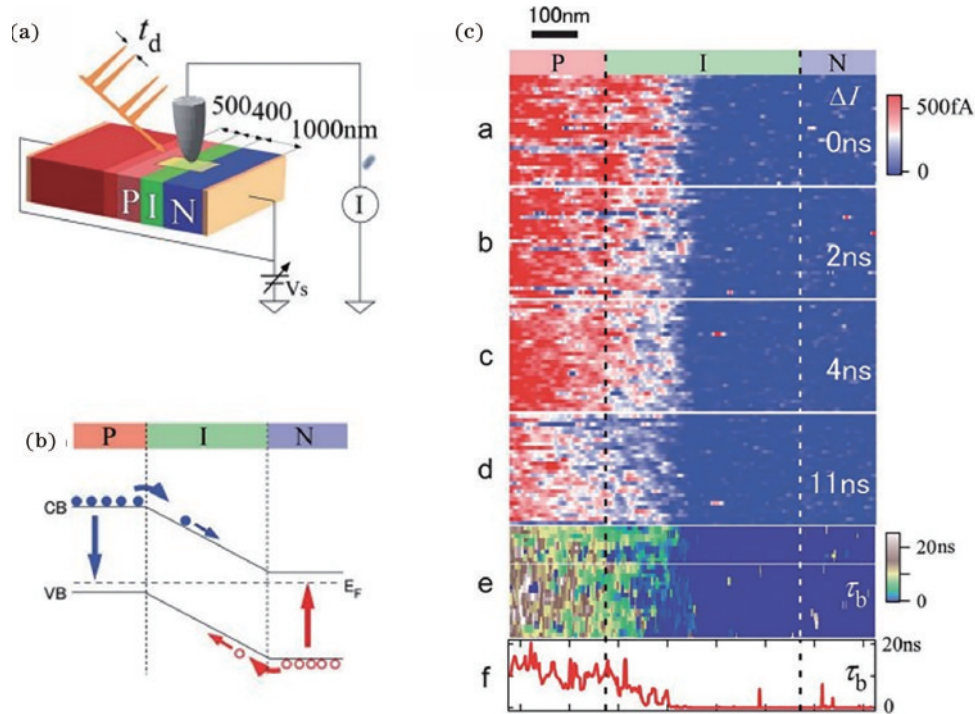 (a)
t_d
500 400
1000nm
P I N
I
Vs
(b)
P I N
CB
VB
E_F
(c)
100nm
P I N
a
ΔI
0ns
500fA
0
b
2ns
c
4ns
d
11ns
e
τ_b
20ns
0
f
τ_b
20ns
0